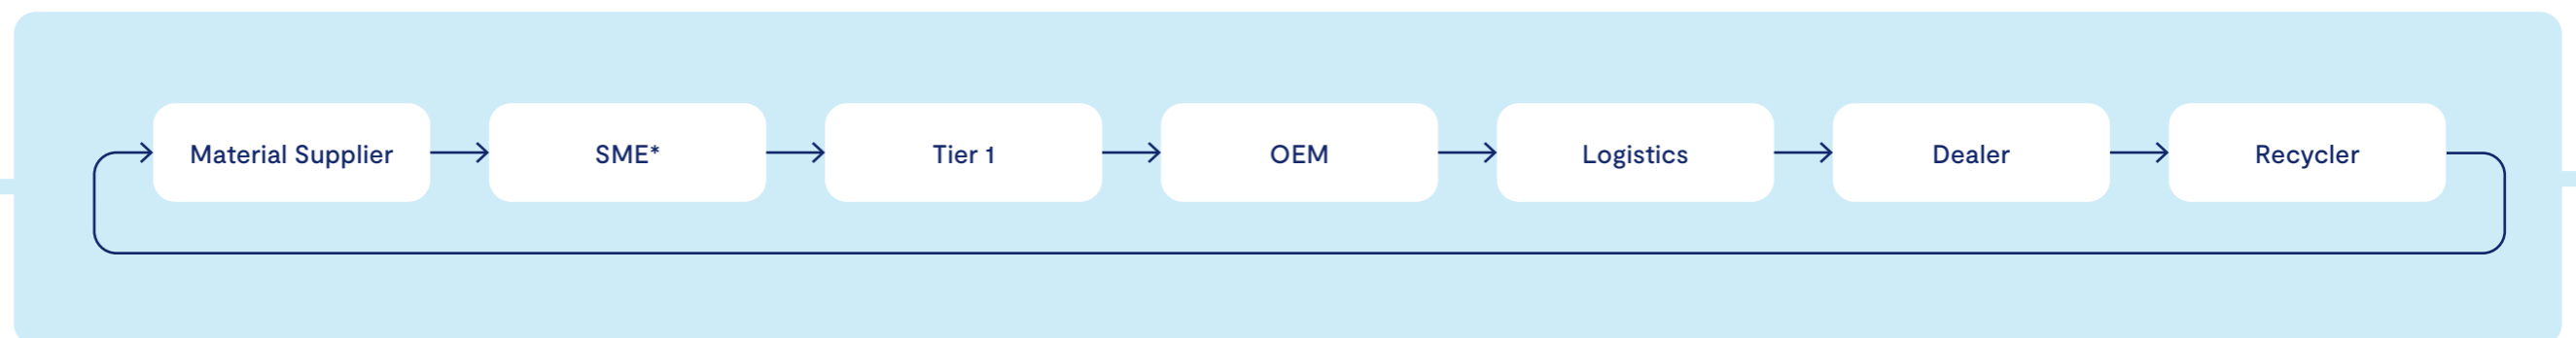 Material Supplier
SME*
Tier 1
OEM
Logistics
Dealer
Recycler